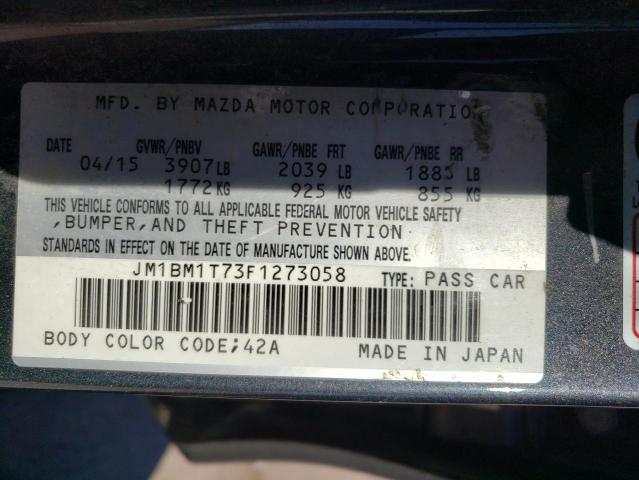 MFD. BY MAZDA MOTOR CORPORATION
DATE GVWR/PNBV GAWR/PNBE FRT GAWR/PNBE RR
04/15 3907LB 2039 LB 1885 LB
1772KG 925 KG 855 KG
THIS VEHICLE CONFORMS TO ALL APPLICABLE FEDERAL MOTOR VEHICLE SAFETY
,BUMPER,AND THEFT PREVENTION
STANDARDS IN EFFECT ON THE DATE OF MANUFACTURE SHOWN ABOVE.
JM1BM1T73F1273058 TYPE: PASS CAR
BODY COLOR CODE;42A MADE IN JAPAN